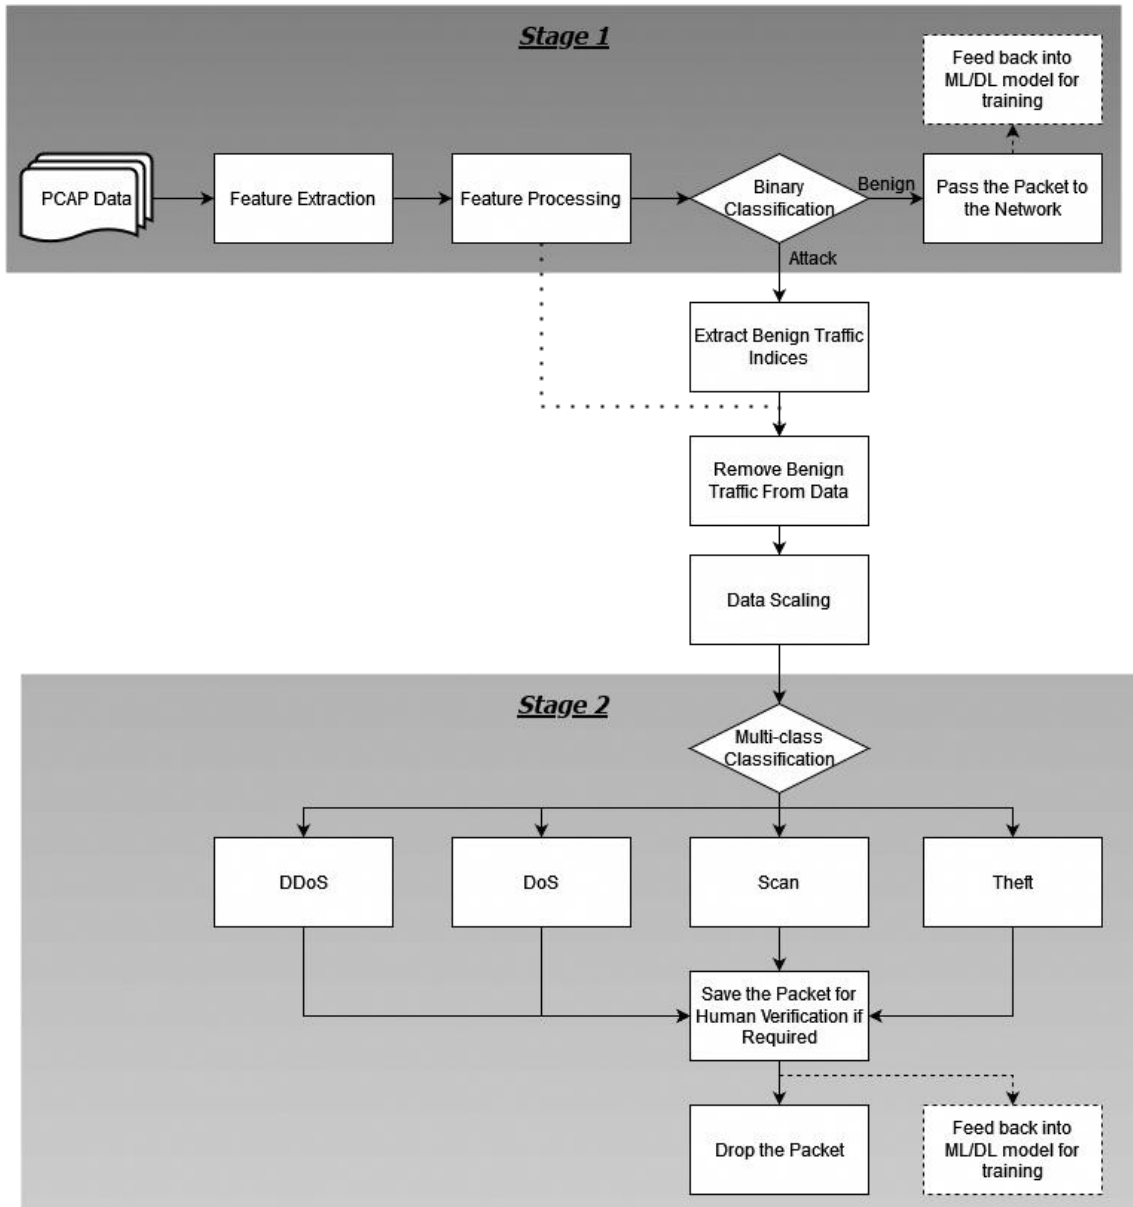 Stage 1
Feed back into
ML/DL model for
training
PCAP Data
Feature Extraction
Feature Processing
Binary
Classification
Benign
Pass the Packet to
the Network
Attack
Extract Benign Traffic
Indices
Remove Benign
Traffic From Data
Data Scaling
Stage 2
Multi-class
Classification
DDoS
DoS
Scan
Theft
Save the Packet for
Human Verification if
Required
Drop the Packet
Feed back into
ML/DL model for
training